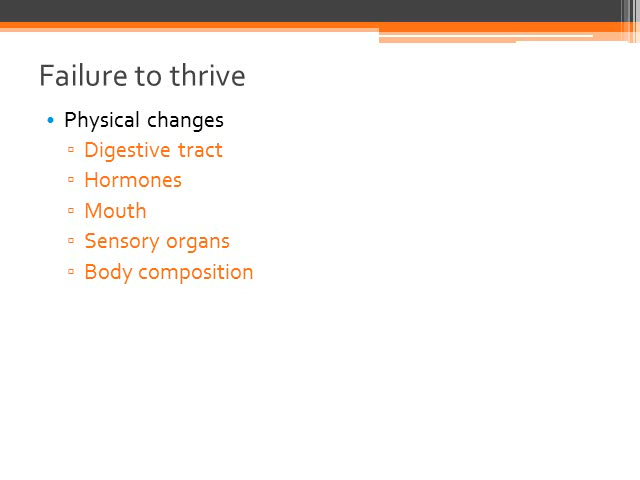 Failure to thrive
• Physical changes
▫ Digestive tract
▫ Hormones
▫ Mouth
▫ Sensory organs
▫ Body composition